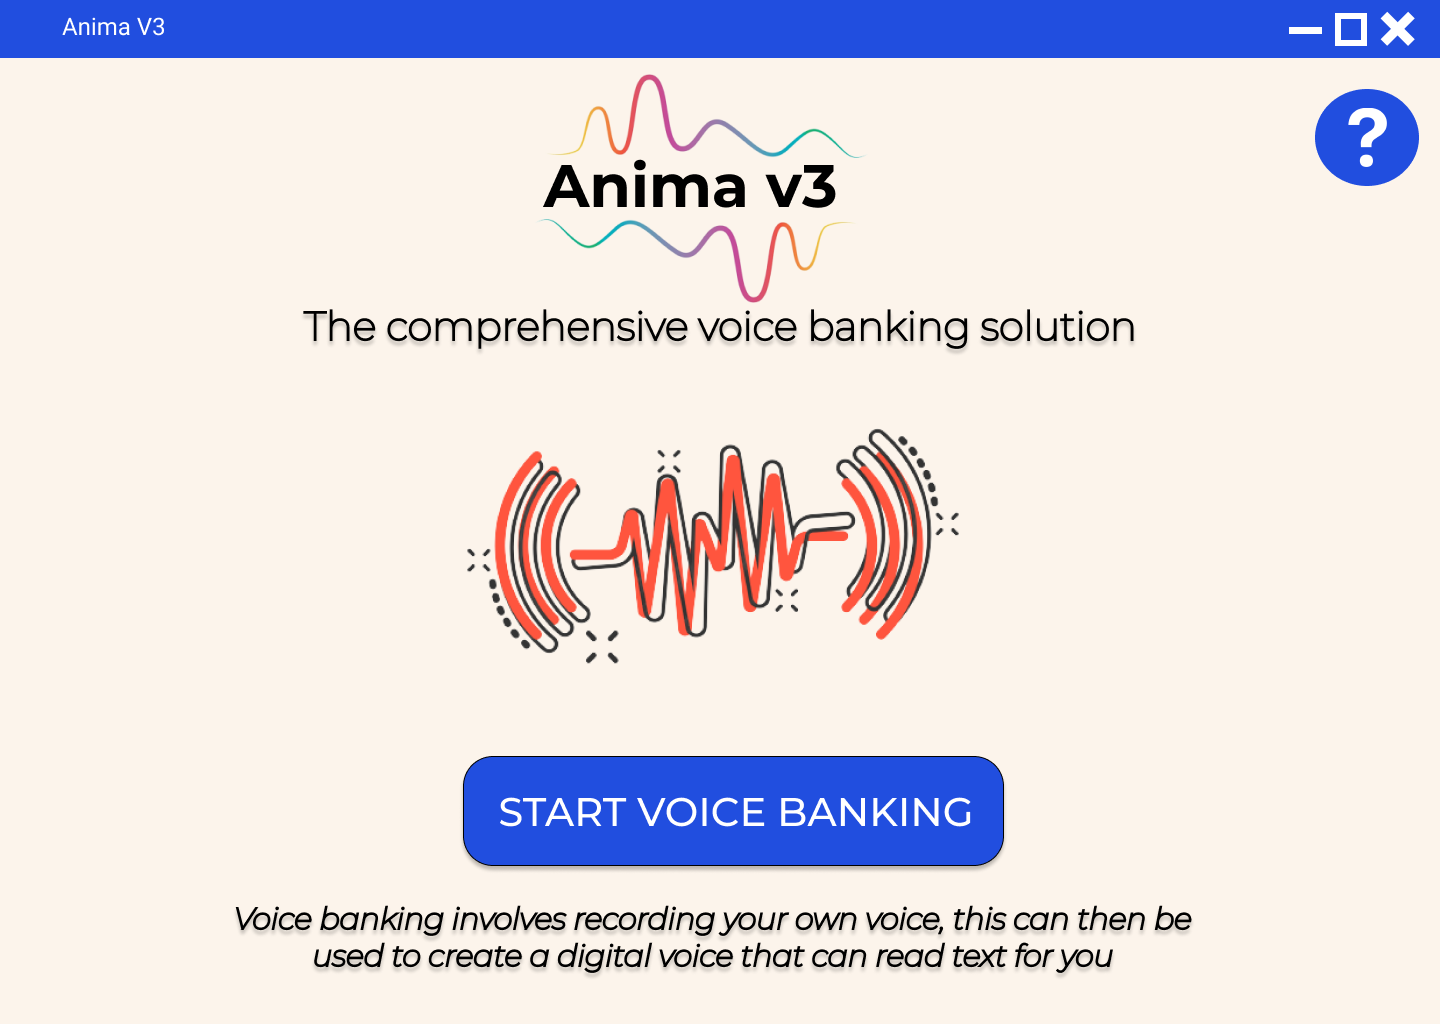 Anima V3
?
Anima v3
The comprehensive voice banking solution
START VOICE BANKING
Voice banking involves recording your own voice, this can then be
used to create a digital voice that can read text for you